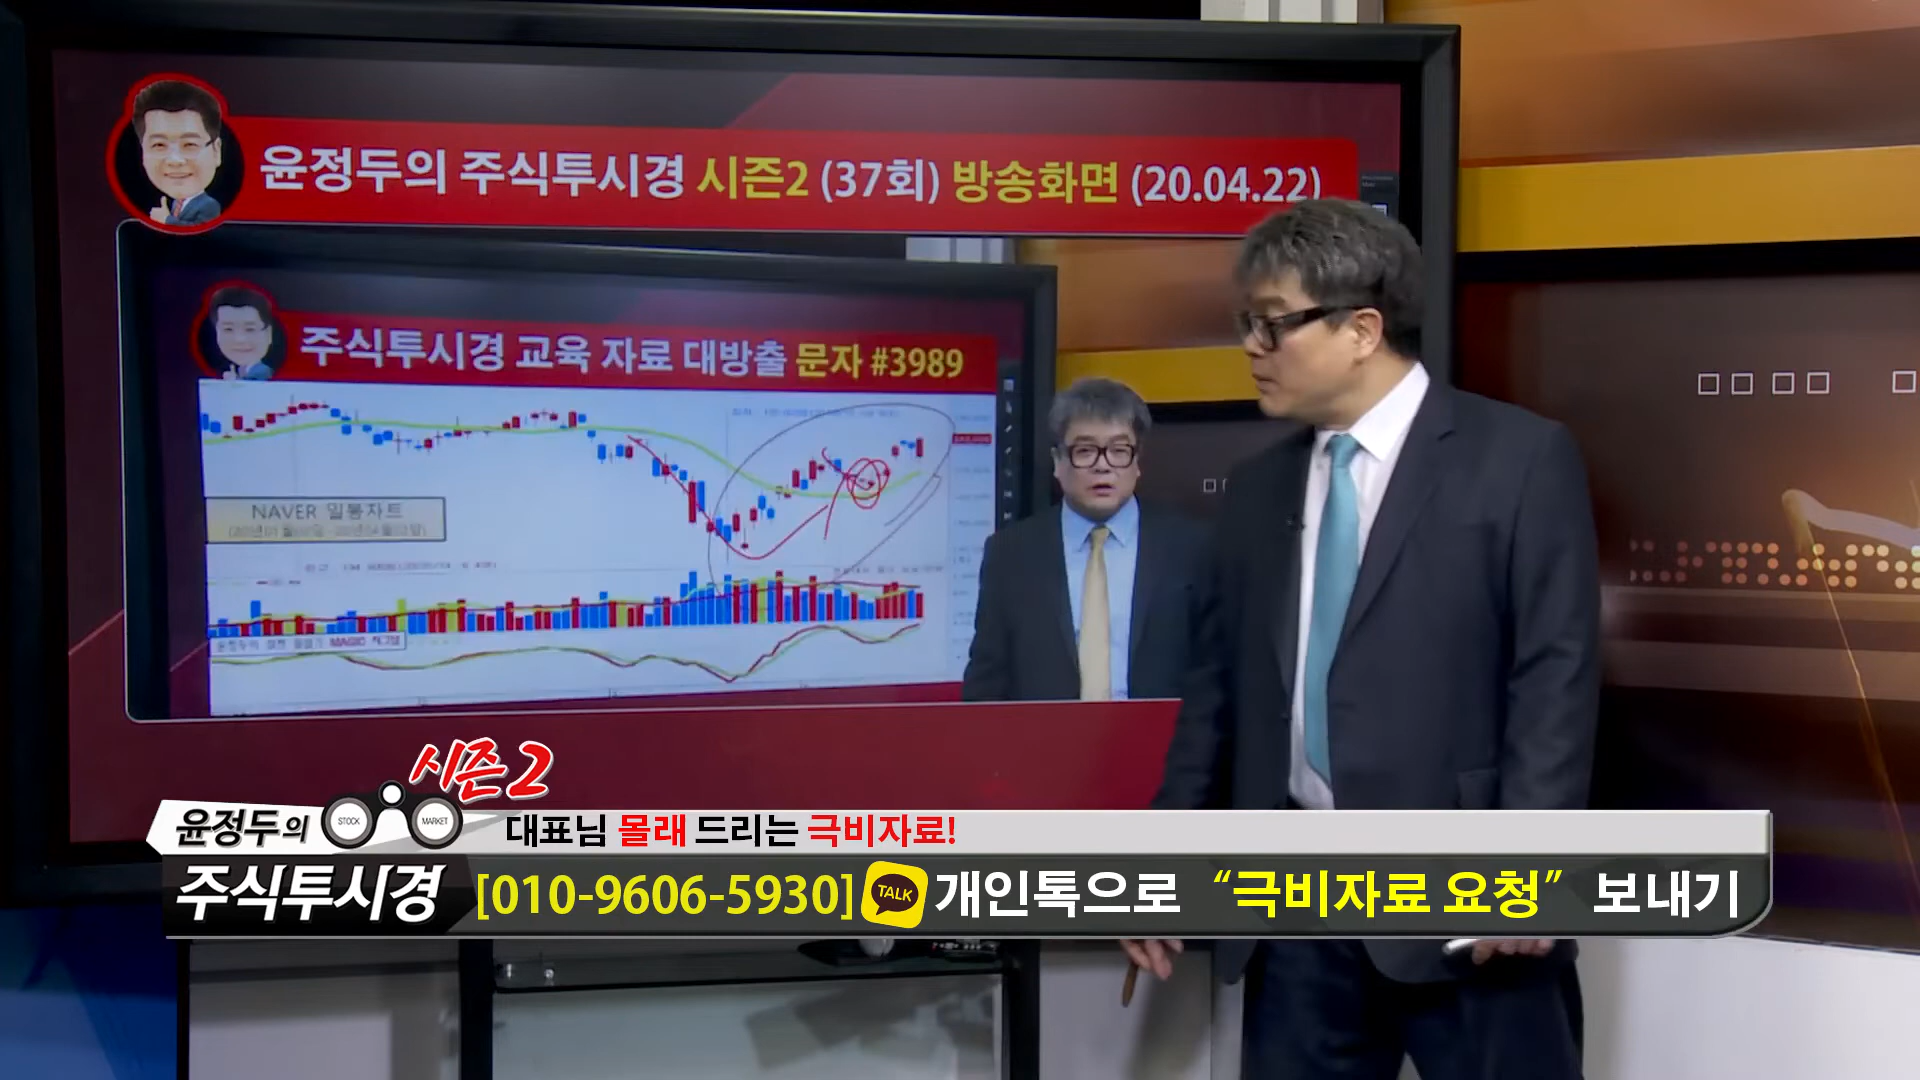 윤정두의 주식투시경 시즌2 (37회) 방송화면 (20.04.22)
주식투시경 교육 자료 대방출 문자 #3989
NAVER 일봉차트
시즌2
윤정두의
STOCK
MARKET
주식투시경
대표님 몰래 드리는 극비자료!
[010-9606-5930] TALK 개인톡으로 “극비자료 요청” 보내기